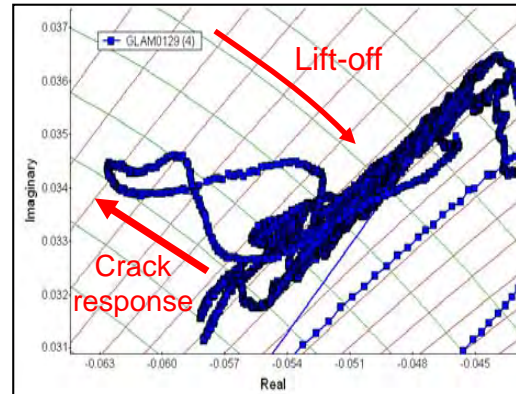 0.037
GLAM0129 (4)
Lift-off
0.036
0.035
Imaginary
0.034
0.033
Crack
response
0.032
0.031
-0.063 -0.060 -0.057 -0.054 -0.051 -0.048 -0.045
Real